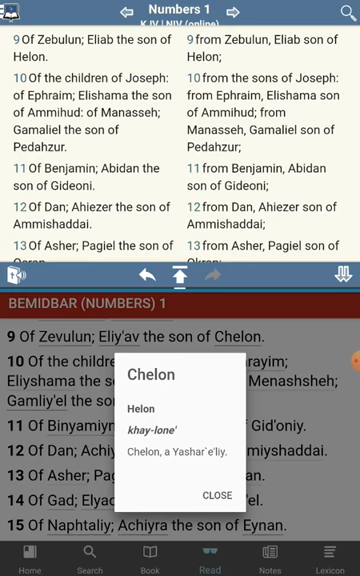 Numbers 1
KJV | NIV (online)
9 Of Zebulun; Eliab the son of
Helon.
10 Of the children of Joseph:
of Ephraim; Elishama the son
of Ammihud: of Manasseh;
Gamaliel the son of
Pedahzur.
11 Of Benjamin; Abidan the
son of Gideoni.
12 Of Dan; Ahiezer the son of
Ammishaddai.
13 Of Asher; Pagiel the son of
9 from Zebulun, Eliab son of
Helon;
10 from the sons of Joseph:
from Ephraim, Elishama son
of Ammihud; from
Manasseh, Gamaliel son of
Pedahzur;
11 from Benjamin, Abidan
son of Gideoni;
12 from Dan, Ahiezer son of
Ammishaddai;
13 from Asher, Pagiel son of
BEMIDBAR (NUMBERS) 1
9 Of Zevulun; Eliy'av the son of Chelon.
10 Of the childre rayim;
Eliyshama the so Menashsheh;
Gamliy'el the so
11 Of Binyamiyn Gid'oniy.
12 Of Dan; Achiy miyshaddai.
13 Of Asher; Pag an.
14 Of Gad; Elyac 'el.
15 Of Naphtaliy; Achiyra the son of Eynan.
Chelon
Helon
khay-lone'
Chelon, a Yashar`e'liy.
CLOSE
Home
Search
Book
Read
Notes
Lexicon